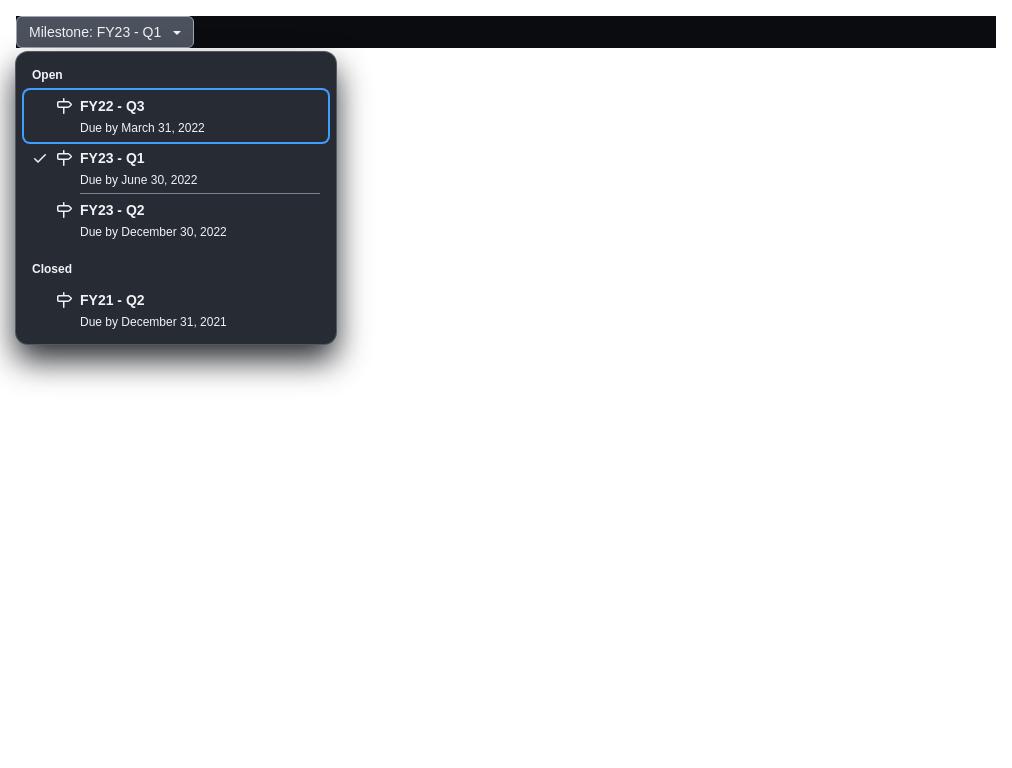 Milestone: FY23 - Q1
Open
FY22 - Q3
Due by March 31, 2022
FY23 - Q1
Due by June 30, 2022
FY23 - Q2
Due by December 30, 2022
Closed
FY21 - Q2
Due by December 31, 2021